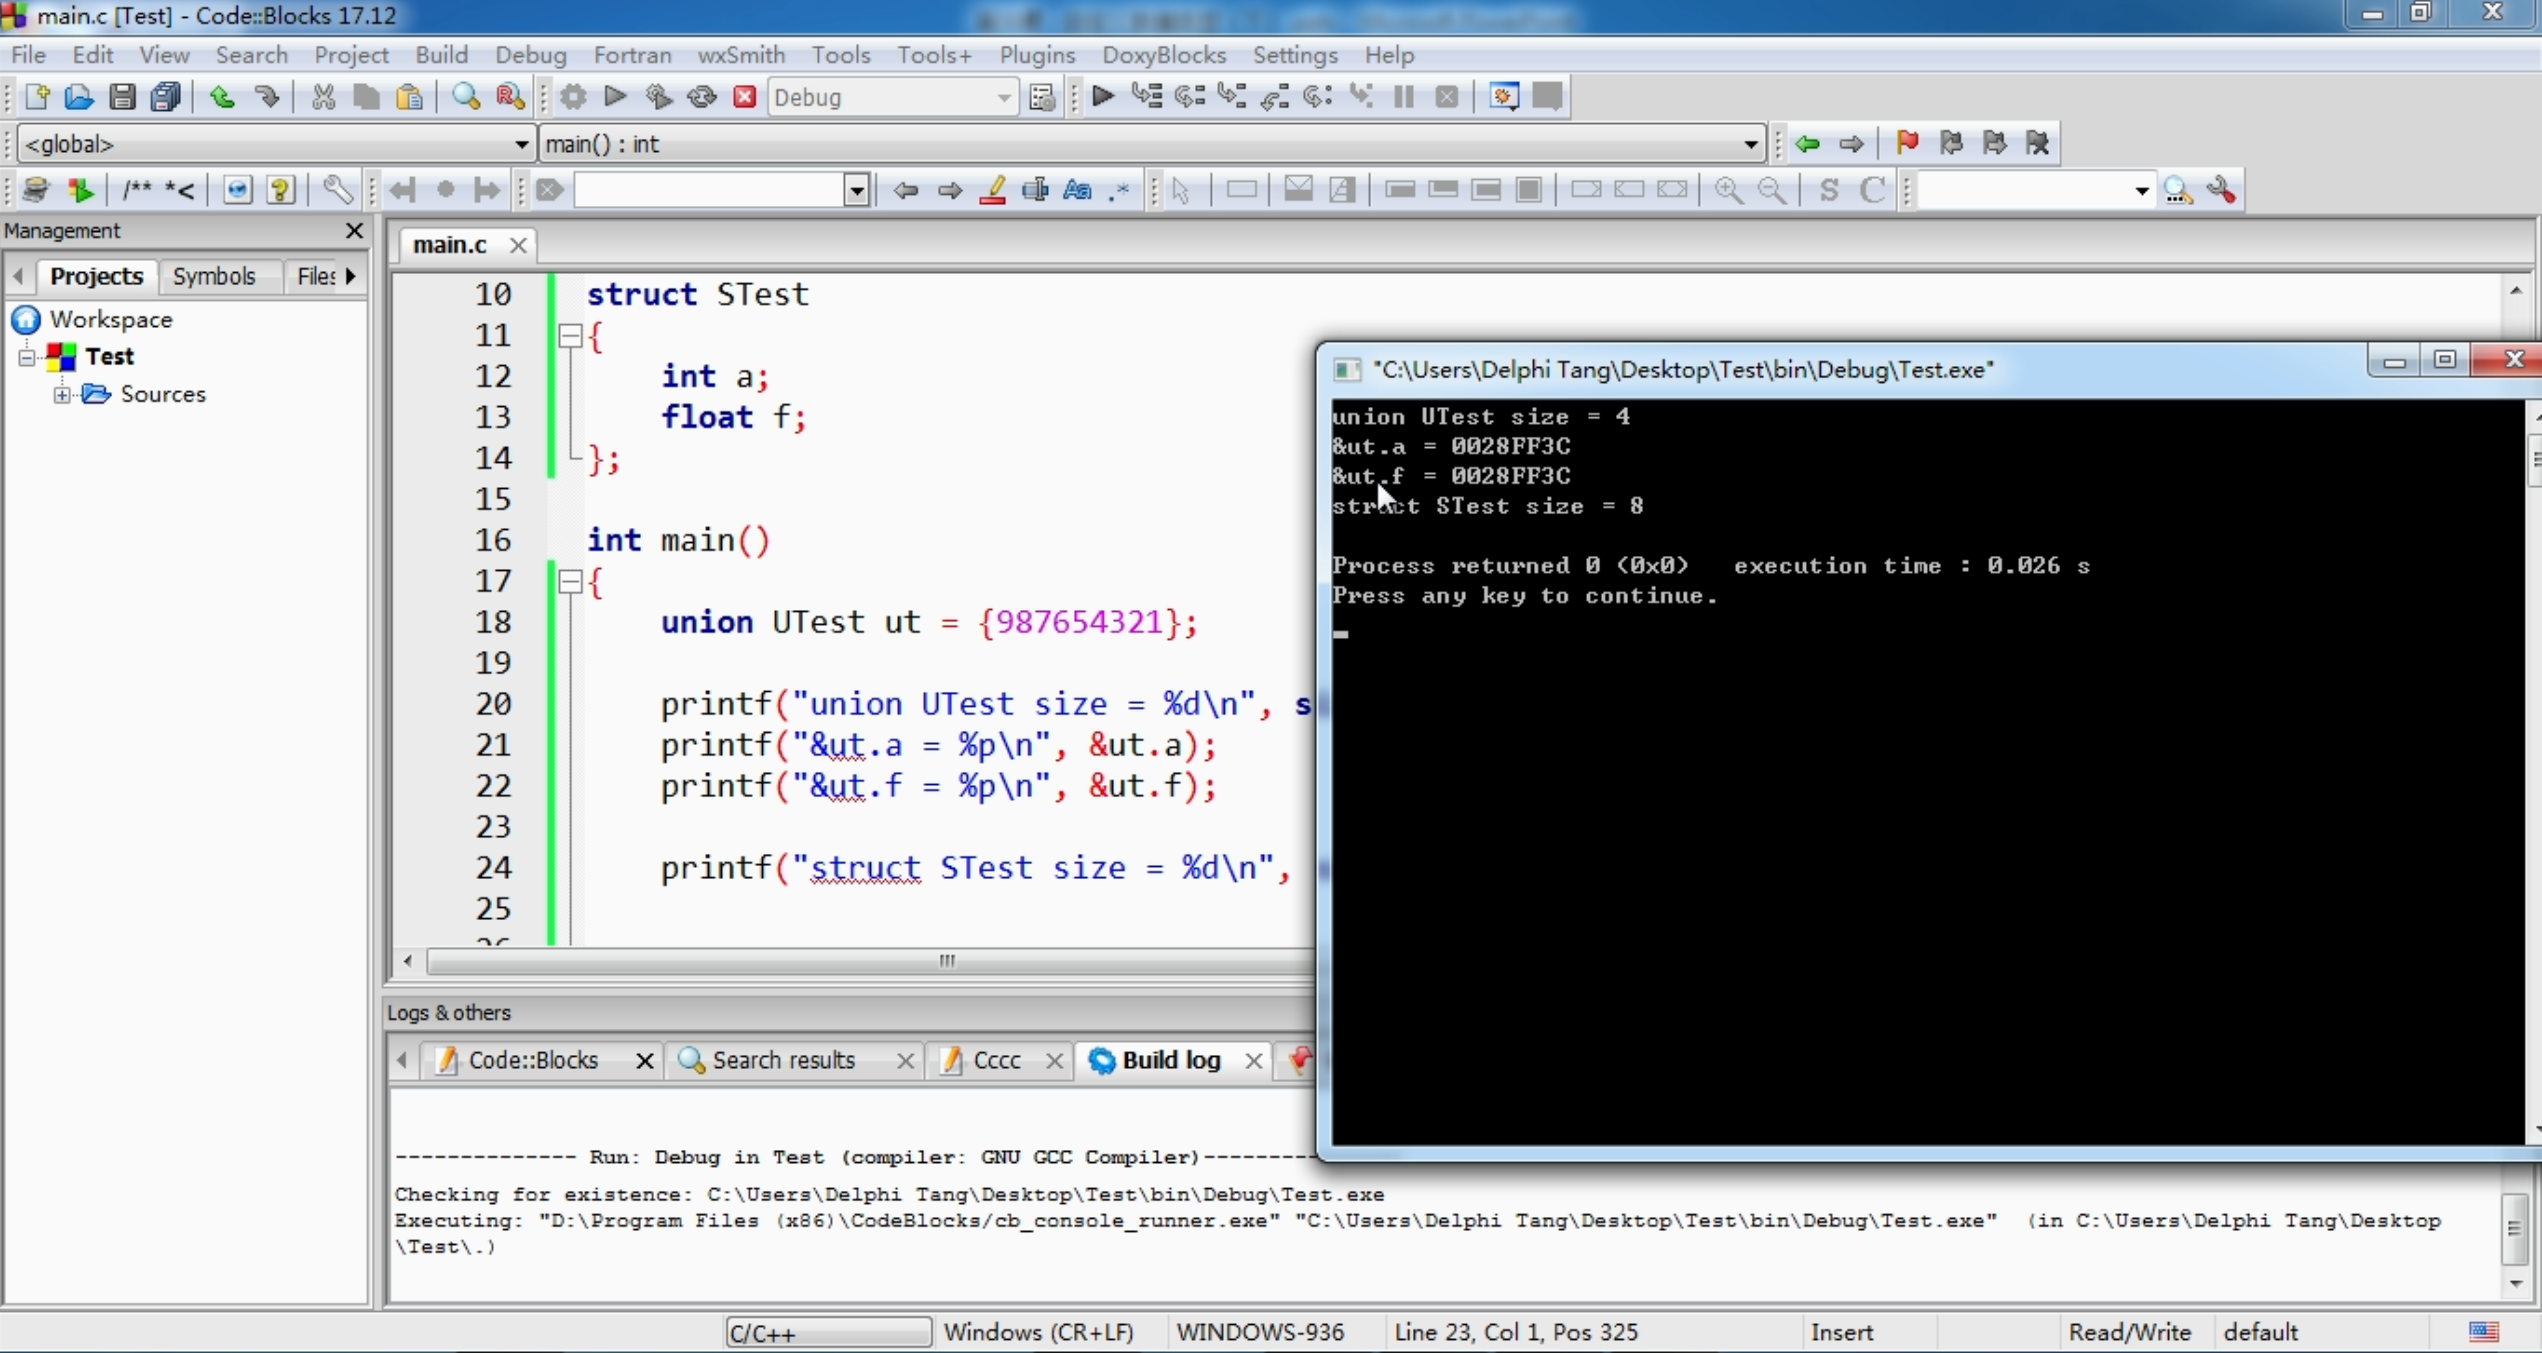 main.c [Test] - Code::Blocks 17.12
File Edit View Search Project Build Debug Fortran wxSmith Tools Tools+ Plugins DoxyBlocks Settings Help
Debug
<global> main() : int
/** *<
S C
Management
main.c
Projects Symbols Files
Workspace
Test
Sources
10 struct STest
11 {
12 int a;
13 float f;
14 };
15
16 int main()
17 {
18 union UTest ut = {987654321};
19
20 printf("union UTest size = %d\n", s
21 printf("&ut.a = %p\n", &ut.a);
22 printf("&ut.f = %p\n", &ut.f);
23
24 printf("struct STest size = %d\n",
25
"C:\Users\Delphi Tang\Desktop\Test\bin\Debug\Test.exe"
union UTest size = 4
&ut.a = 0028FF3C
&ut.f = 0028FF3C
struct STest size = 8
Process returned 0 (0x0) execution time : 0.026 s
Press any key to continue.
Logs & others
Code::Blocks Search results Cccc Build log
-------------- Run: Debug in Test (compiler: GNU GCC Compiler)---------------
Checking for existence: C:\Users\Delphi Tang\Desktop\Test\bin\Debug\Test.exe
Executing: "D:\Program Files (x86)\CodeBlocks/cb_console_runner.exe" "C:\Users\Delphi Tang\Desktop\Test\bin\Debug\Test.exe" (in C:\Users\Delphi Tang\Desktop
\Test\.)
C/C++ Windows (CR+LF) WINDOWS-936 Line 23, Col 1, Pos 325 Insert Read/Write default